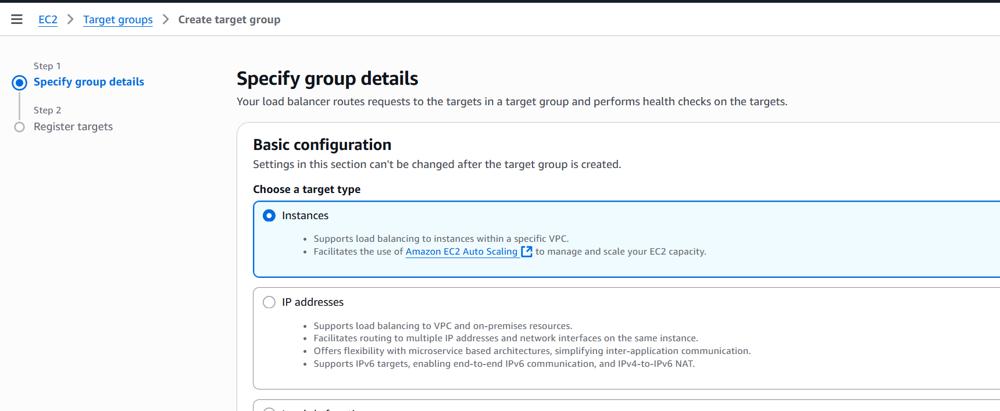 EC2 > Target groups > Create target group
Step 1
Specify group details
Step 2
Register targets
Specify group details
Your load balancer routes requests to the targets in a target group and performs health checks on the targets.
Basic configuration
Settings in this section can't be changed after the target group is created.
Choose a target type
Instances
• Supports load balancing to instances within a specific VPC.
• Facilitates the use of Amazon EC2 Auto Scaling to manage and scale your EC2 capacity.
IP addresses
• Supports load balancing to VPC and on-premises resources.
• Facilitates routing to multiple IP addresses and network interfaces on the same instance.
• Offers flexibility with microservice based architectures, simplifying inter-application communication.
• Supports IPv6 targets, enabling end-to-end IPv6 communication, and IPv4-to-IPv6 NAT.